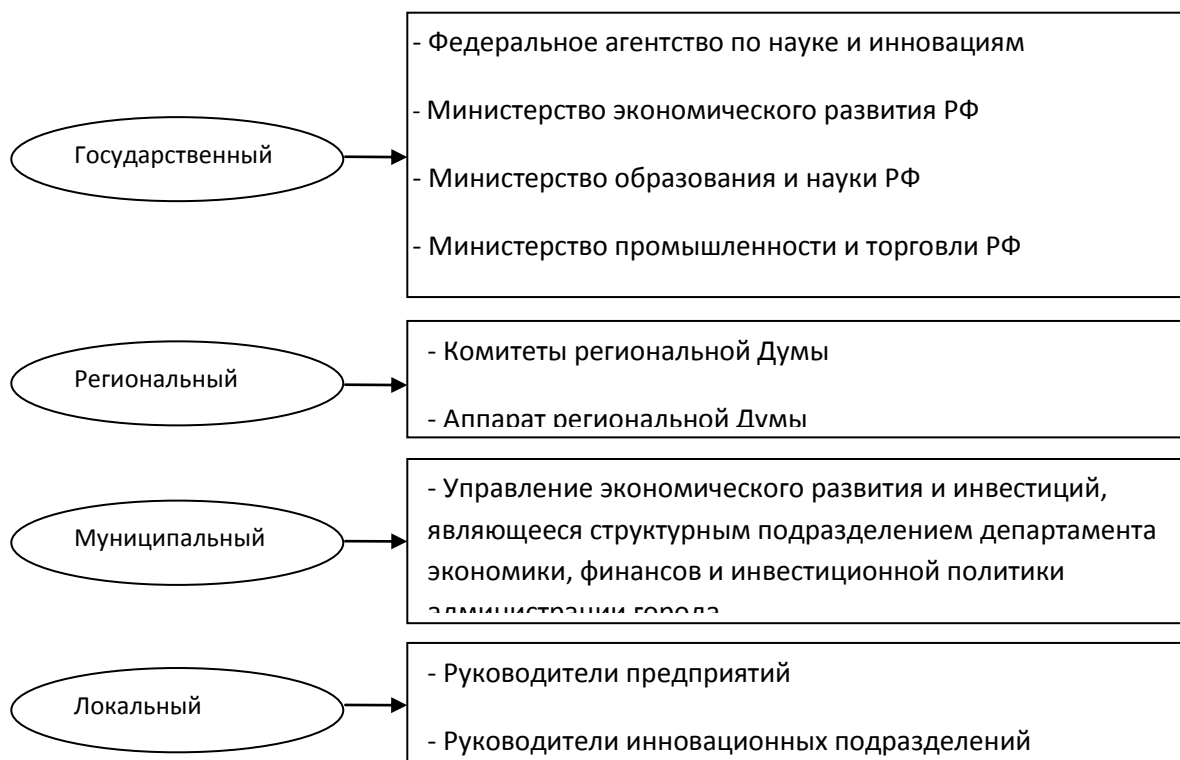 Государственный
- Федеральное агентство по науке и инновациям
- Министерство экономического развития РФ
- Министерство образования и науки РФ
- Министерство промышленности и торговли РФ
Региональный
- Комитеты региональной Думы
- Аппарат региональной Думы
Муниципальный
- Управление экономического развития и инвестиций,
являющееся структурным подразделением департамента
экономики, финансов и инвестиционной политики
администрации города
Локальный
- Руководители предприятий
- Руководители инновационных подразделений